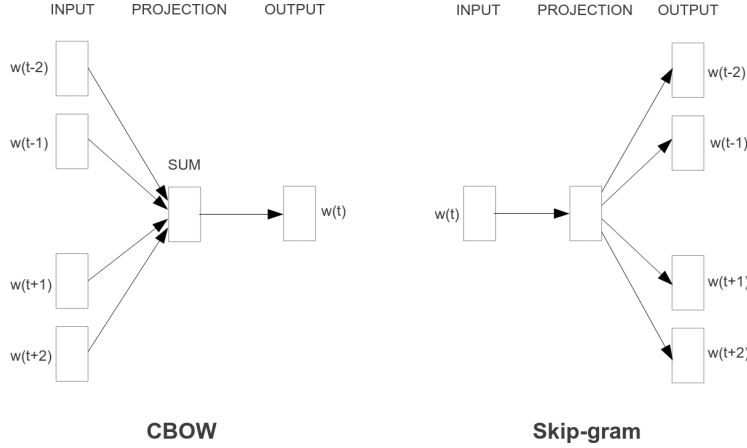 INPUT PROJECTION OUTPUT
w(t-2)
w(t-1)
SUM
w(t)
w(t+1)
w(t+2)
CBOW
INPUT PROJECTION OUTPUT
w(t-2)
w(t-1)
w(t)
w(t+1)
w(t+2)
Skip-gram